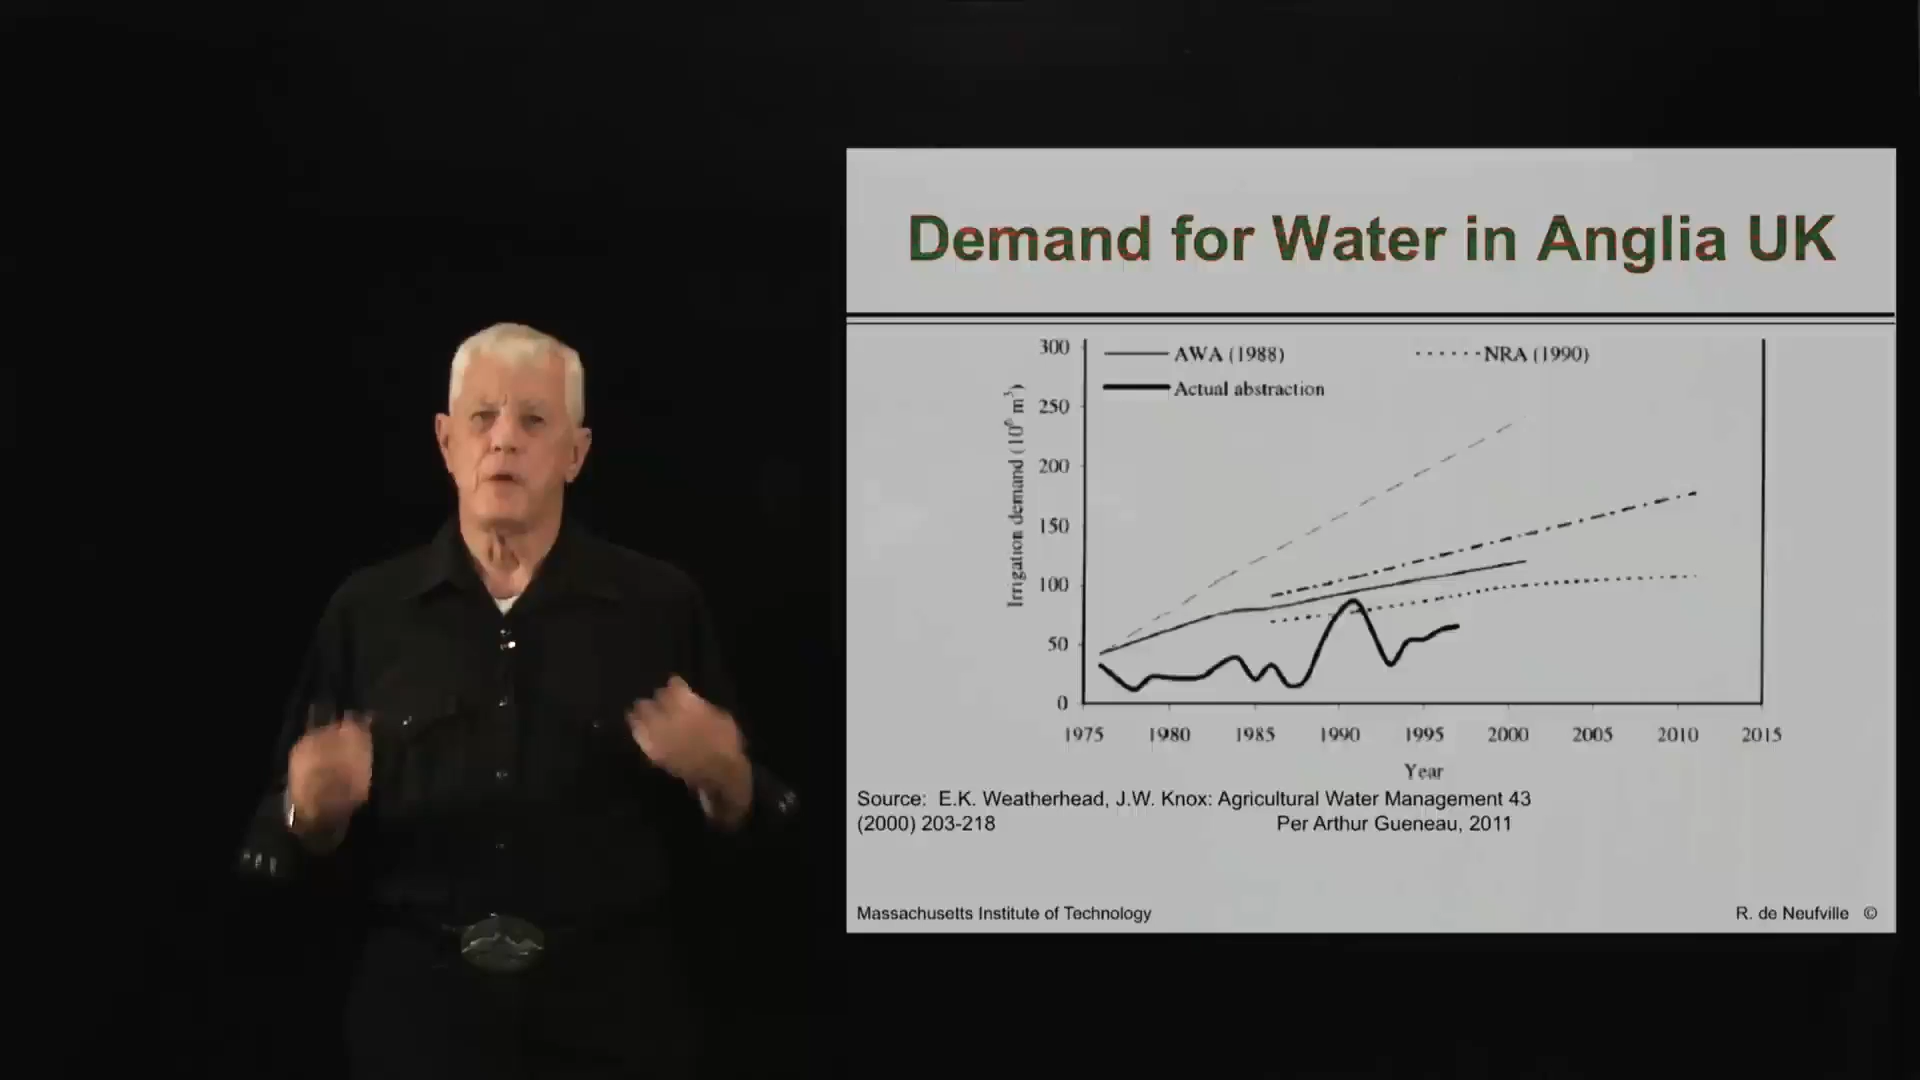 Demand for Water in Anglia UK
300
AWA (1988)
NRA (1990)
Actual abstraction
250
200
150
100
50
0
Irrigation demand (10⁶ m³)
1975 1980 1985 1990 1995 2000 2005 2010 2015
Year
Source: E.K. Weatherhead, J.W. Knox: Agricultural Water Management 43
(2000) 203-218 Per Arthur Gueneau, 2011
Massachusetts Institute of Technology
R. de Neufville ©